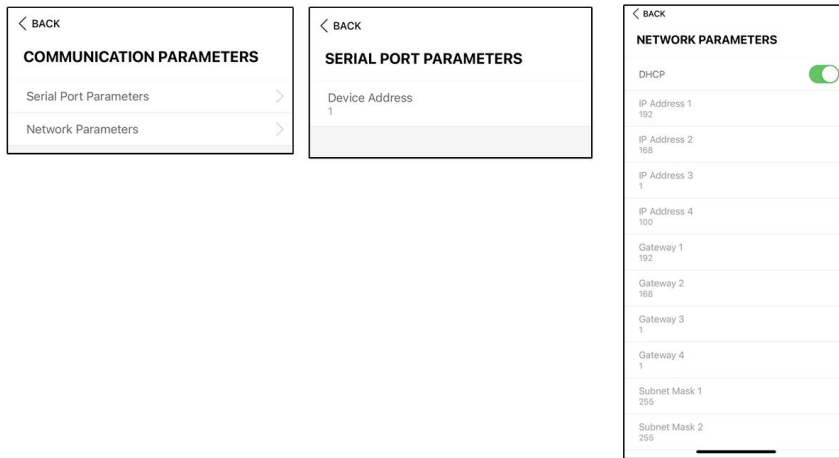 BACK
COMMUNICATION PARAMETERS
Serial Port Parameters
Network Parameters
BACK
SERIAL PORT PARAMETERS
Device Address
1
BACK
NETWORK PARAMETERS
DHCP
IP Address 1
192
IP Address 2
168
IP Address 3
1
IP Address 4
100
Gateway 1
192
Gateway 2
168
Gateway 3
1
Gateway 4
1
Subnet Mask 1
255
Subnet Mask 2
255